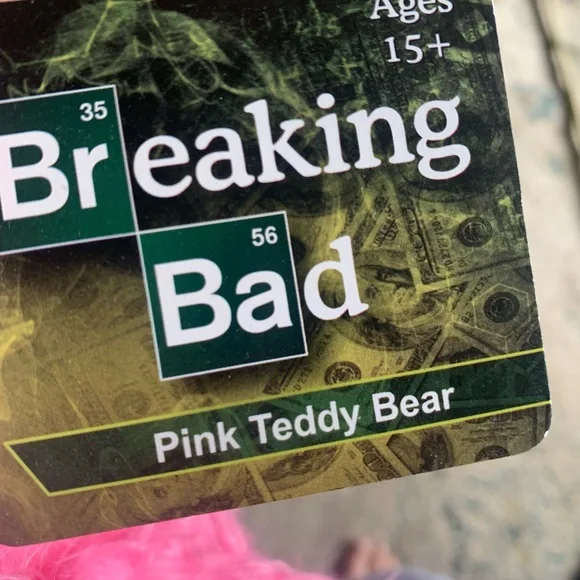 Ages
15+
35
Breaking
56
Bad
Pink Teddy Bear